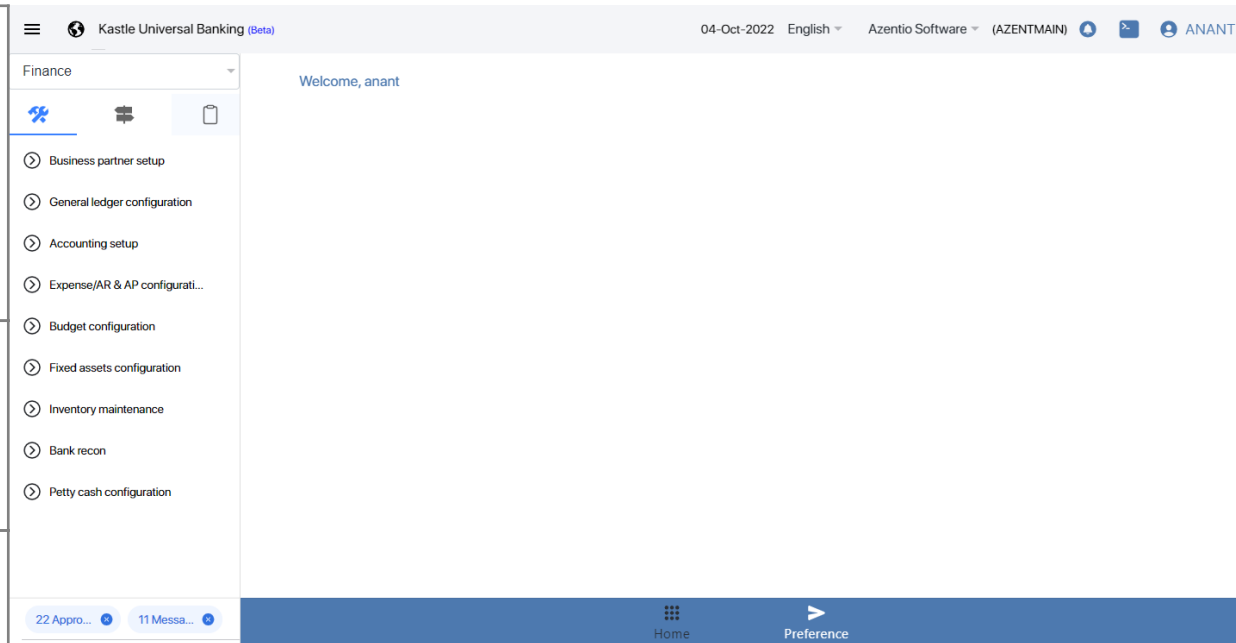 Kastle Universal Banking (Beta) 04-Oct-2022 English Azentio Software (AZENTMAIN) ANANT
Finance
Welcome, anant
Business partner setup
General ledger configuration
Accounting setup
Expense/AR & AP configurati...
Budget configuration
Fixed assets configuration
Inventory maintenance
Bank recon
Petty cash configuration
22 Appro... 11 Messa...
Home Preference